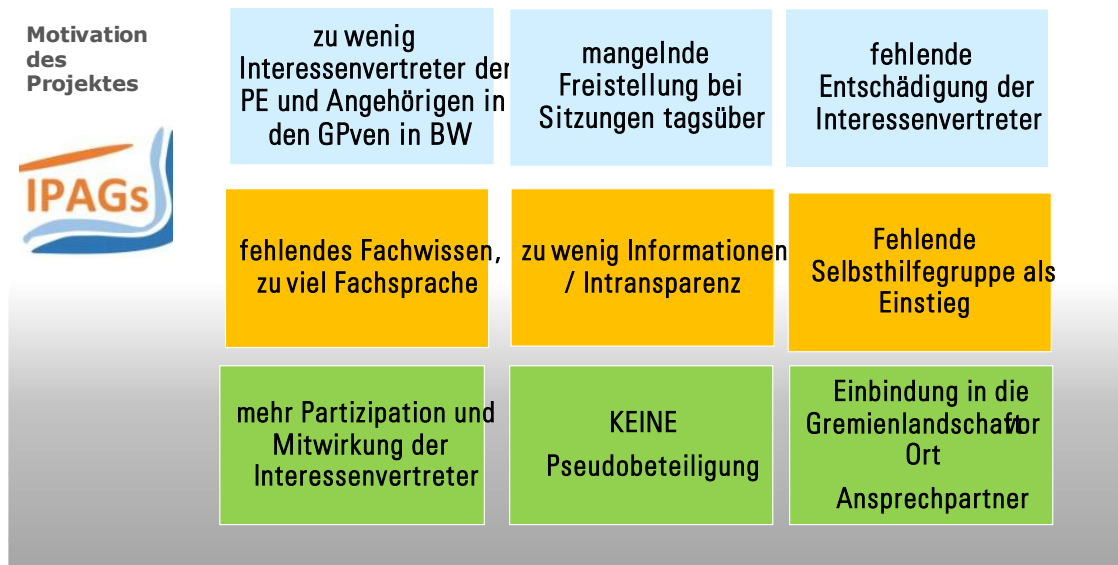 Motivation
des
Projektes
IPAGs
zu wenig
Interessenvertreter der
PE und Angehörigen in
den GPven in BW
mangelnde
Freistellung bei
Sitzungen tagsüber
fehlende
Entschädigung der
Interessenvertreter
fehlendes Fachwissen,
zu viel Fachsprache
zu wenig Informationen
/ Intransparenz
Fehlende
Selbsthilfegruppe als
Einstieg
mehr Partizipation und
Mitwirkung der
Interessenvertreter
KEINE
Pseudobeteiligung
Einbindung in die
Gremienlandschaft vor
Ort
Ansprechpartner